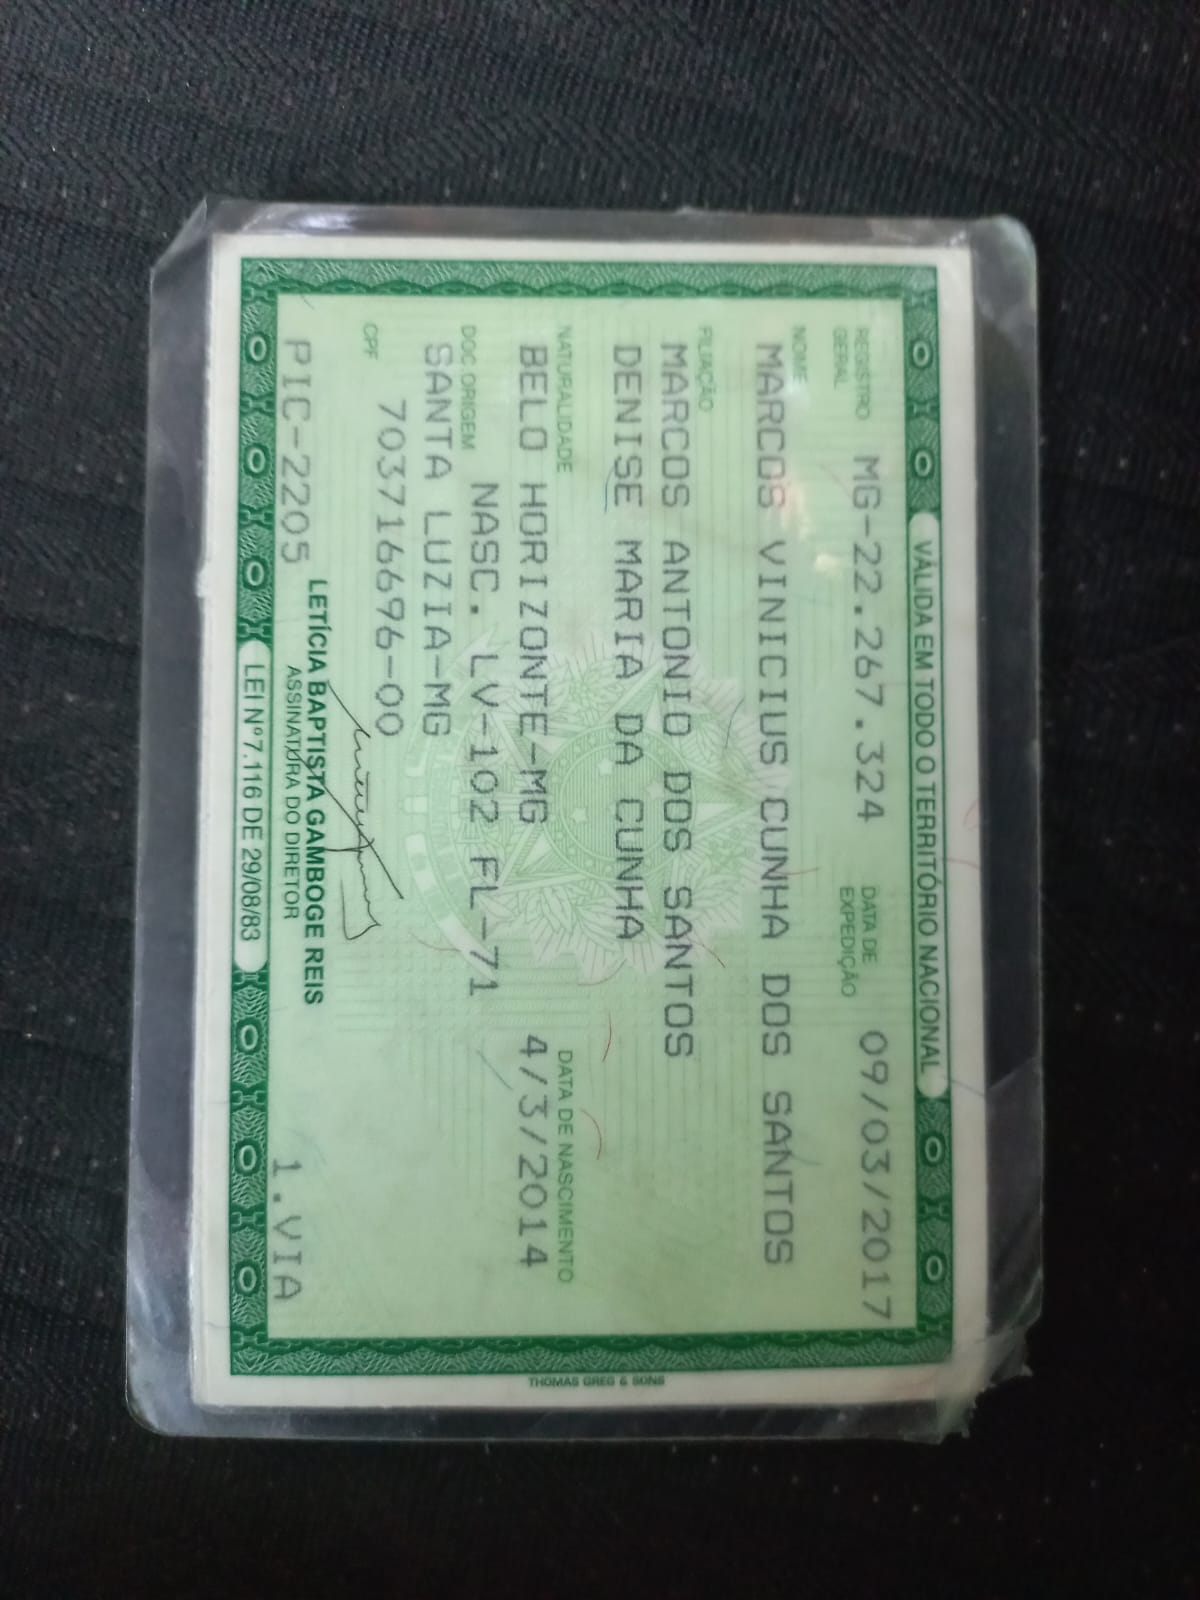 VÁLIDA EM TODO O TERRITÓRIO NACIONAL
REGISTRO GERAL MG-22.267.324 DATA DE EXPEDIÇÃO 09/03/2017
NOME
MARCOS VINICIUS CUNHA DOS SANTOS
FILIAÇÃO
MARCOS ANTONIO DOS SANTOS
DENISE MARIA DA CUNHA
NATURALIDADE DATA DE NASCIMENTO
BELO HORIZONTE-MG 4/3/2014
DOC.ORIGEM NASC. LV-102 FL-71
SANTA LUZIA-MG
CPF 703716696-00
LETÍCIA BAPTISTA GAMBOGE REIS
PIC-2205 ASSINATURA DO DIRETOR 1.VIA
LEI Nº7.116 DE 29/08/83
THOMAS GREG & SONS